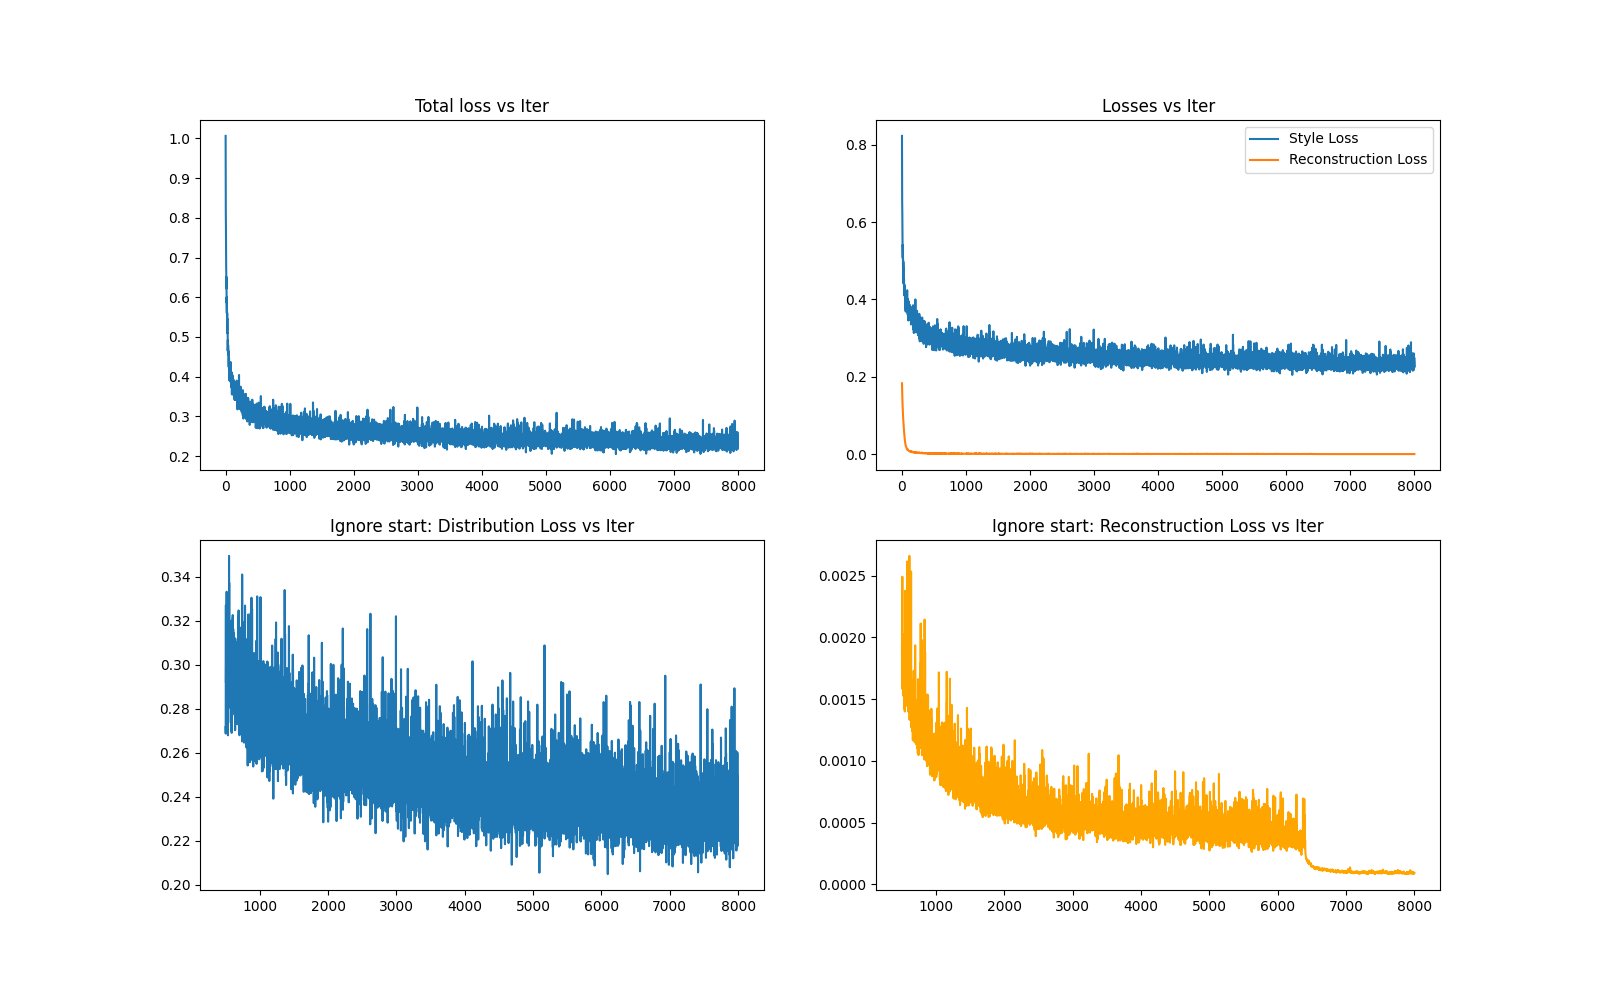 Total loss vs Iter
1.0
0.9
0.8
0.7
0.6
0.5
0.4
0.3
0.2
0 1000 2000 3000 4000 5000 6000 7000 8000
Losses vs Iter
Style Loss
Reconstruction Loss
0.8
0.6
0.4
0.2
0.0
0 1000 2000 3000 4000 5000 6000 7000 8000
Ignore start: Distribution Loss vs Iter
0.34
0.32
0.30
0.28
0.26
0.24
0.22
0.20
1000 2000 3000 4000 5000 6000 7000 8000
Ignore start: Reconstruction Loss vs Iter
0.0025
0.0020
0.0015
0.0010
0.0005
0.0000
1000 2000 3000 4000 5000 6000 7000 8000